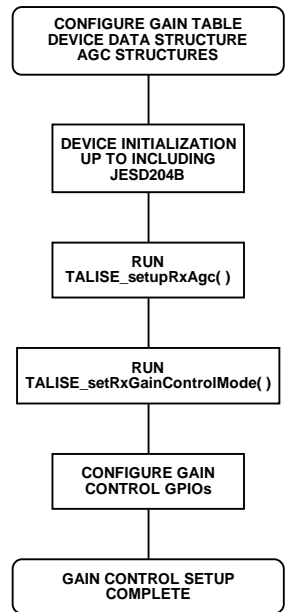 CONFIGURE GAIN TABLE
DEVICE DATA STRUCTURE
AGC STRUCTURES
DEVICE INITIALIZATION
UP TO INCLUDING
JESD204B
RUN
TALISE_setupRxAgc( )
RUN
TALISE_setRxGainControlMode( )
CONFIGURE GAIN
CONTROL GPIOs
GAIN CONTROL SETUP
COMPLETE